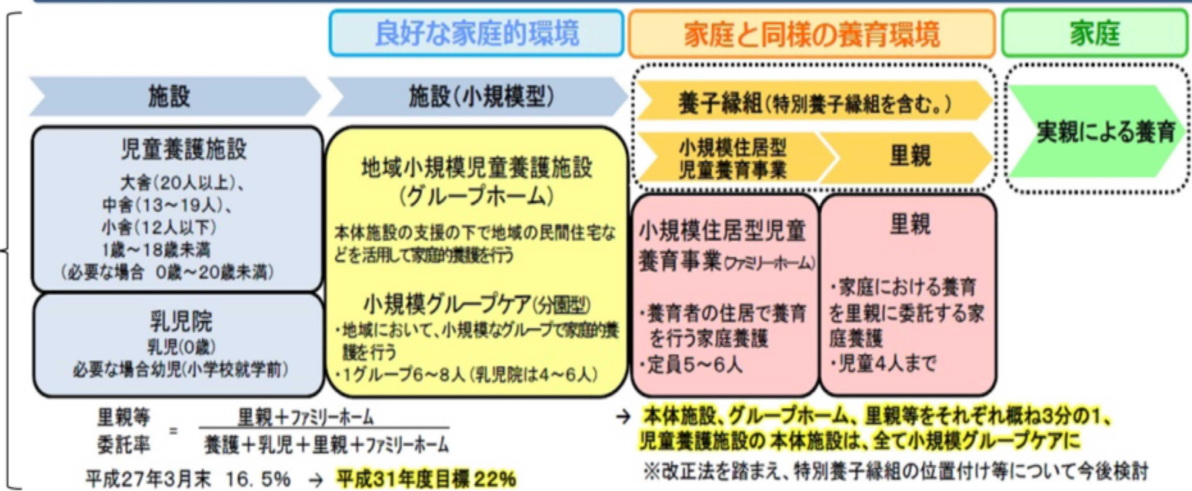 良好な家庭的環境
家庭と同様の養育環境
家庭
施設
施設(小規模型)
養子縁組(特別養子縁組を含む。)
小規模住居型
児童養育事業
里親
実親による養育
児童養護施設
大舎(20人以上)、
中舎(13～19人)、
小舎(12人以下)
1歳～18歳未満
(必要な場合 0歳～20歳未満)
乳児院
乳児(0歳)
必要な場合幼児(小学校就学前)
地域小規模児童養護施設
(グループホーム)
本体施設の支援の下で地域の民間住宅な
どを活用して家庭的養護を行う
小規模グループケア(分園型)
・地域において、小規模なグループで家庭的養
護を行う
・1グループ6～8人(乳児院は4～6人)
小規模住居型児童
養育事業(ファミリーホーム)
・養育者の住居で養育
を行う家庭養護
・定員5～6人
里親
・家庭における養育
を里親に委託する家
庭養護
・児童4人まで
里親等
委託率
=
里親＋ファミリーホーム
養護＋乳児＋里親＋ファミリーホーム
平成27年3月末 16.5% → 平成31年度目標 22%
→ 本体施設、グループホーム、里親等をそれぞれ概ね3分の1、
児童養護施設の 本体施設は、全て小規模グループケアに
※改正法を踏まえ、特別養子縁組の位置付け等について今後検討